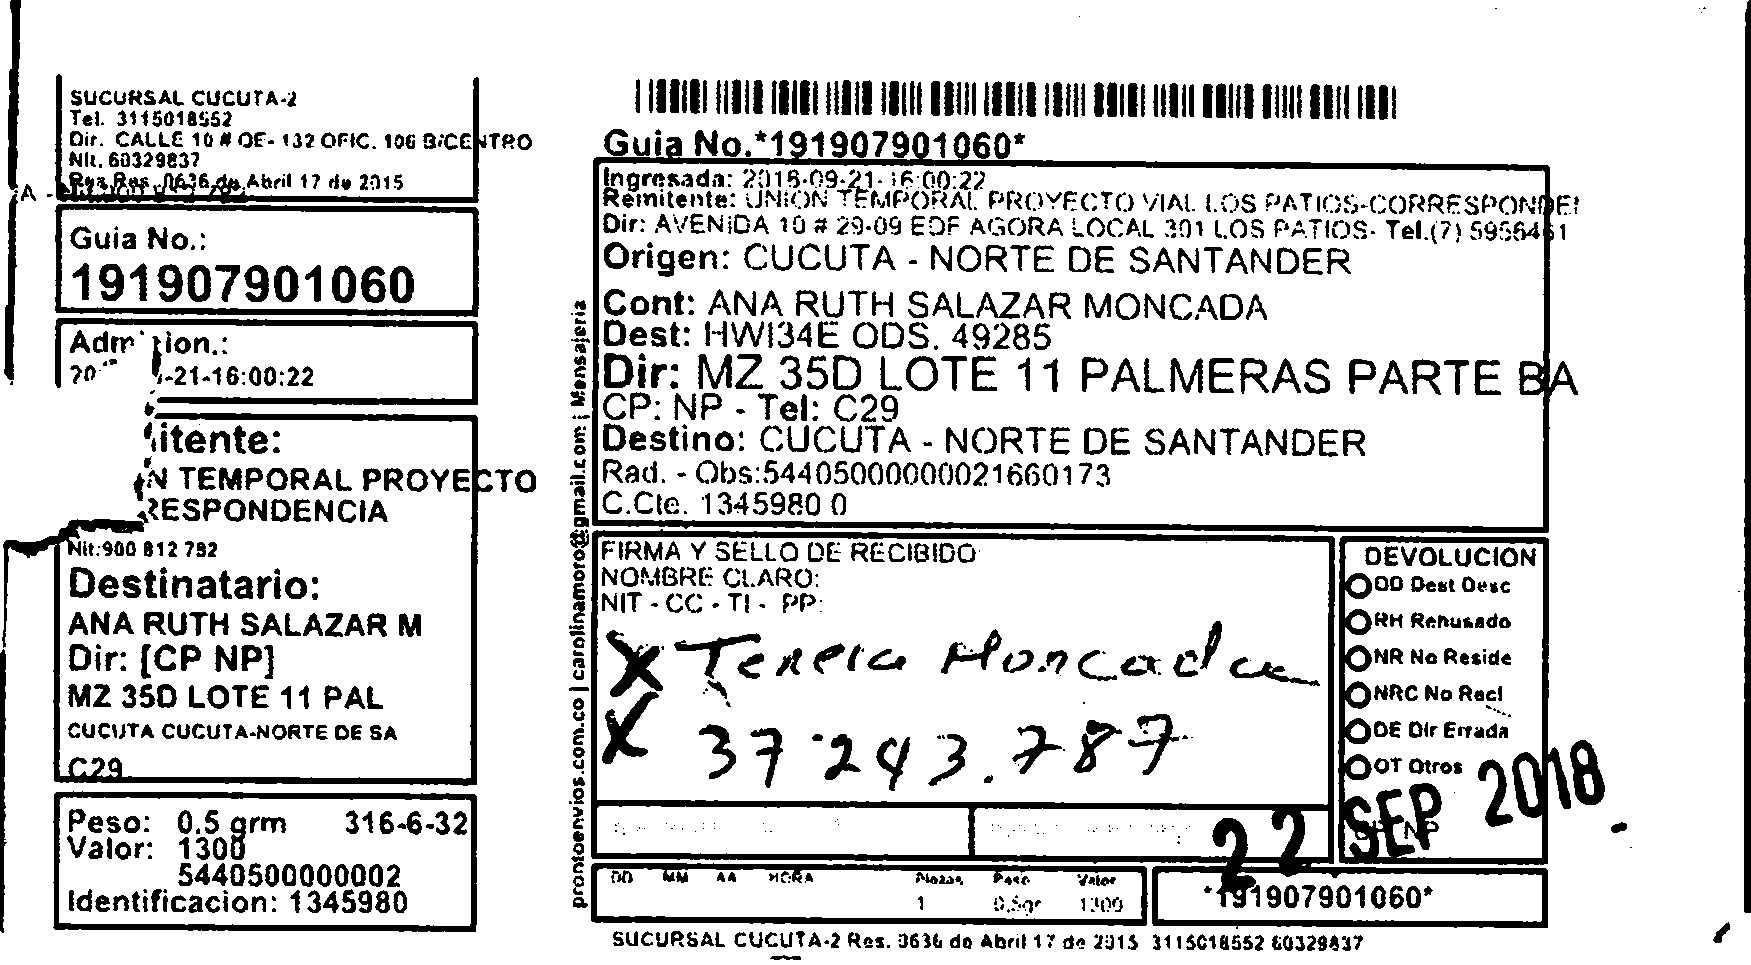 SUCURSAL CUCUTA-2
Tel. 3115018552
Dir. CALLE 10 # OE- 132 OFIC. 106 B/CENTRO
Nit. 60329837
Res. 0636 de Abril 17 de 2015
Guia No.:
191907901060
-21-16:00:22
itente:
N TEMPORAL PROYECTO
RESPONDENCIA
Nit:900 812 782
Destinatario:
ANA RUTH SALAZAR M
Dir: [CP NP]
MZ 35D LOTE 11 PAL
CUCUTA CUCUTA-NORTE DE SA
C29
Peso: 0.5 grm 316-6-32
Valor: 1300
5440500000002
Identificacion: 1345980
prontoenvios.com.co | carolinamoro@gmail.com | Mensajeria
Guia No.*191907901060*
Ingresada: 2018-09-21-16:00:22
Remitente: UNION TEMPORAL PROYECTO VIAL LOS PATIOS-CORRESPONDE
Dir: AVENIDA 10 # 29-09 EDF AGORA LOCAL 301 LOS PATIOS- Tel.(7) 5956461
Origen: CUCUTA - NORTE DE SANTANDER
Cont: ANA RUTH SALAZAR MONCADA
Dest: HWI34E ODS. 49285
Dir: MZ 35D LOTE 11 PALMERAS PARTE BA
CP: NP - Tel: C29
Destino: CUCUTA - NORTE DE SANTANDER
Rad. - Obs:54405000000021660173
C.Cte. 1345980 0
FIRMA Y SELLO DE RECIBIDO
NOMBRE CLARO:
NIT - CC - TI - PP:
X Moncada
X 37243.787
DEVOLUCION
DD Dest Desc
RH Rehusado
NR No Reside
NRC No Recl
DE Dir Errada
OT Otros
CP: NP
22 SEP 2018
DD MM AA HORA Piezas Peso Valor
1 0,5gr 1300
*191907901060*
SUCURSAL CUCUTA-2 Res. 0636 de Abril 17 de 2015 3115018552 60329837